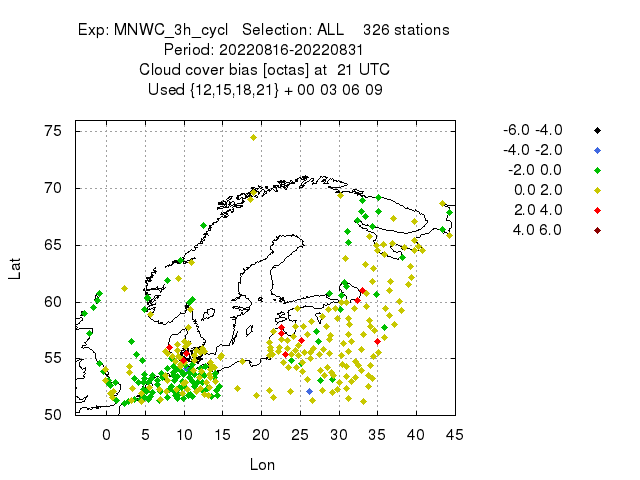 Exp: MNWC_3h_cycl   Selection: ALL    326 stations
Period: 20220816-20220831
Cloud cover bias [octas] at  21 UTC
Used {12,15,18,21} + 00 03 06 09
75
70
65
60
55
50
Lat
0 5 10 15 20 25 30 35 40 45
Lon
-6.0 -4.0
-4.0 -2.0
-2.0 0.0
0.0 2.0
2.0 4.0
4.0 6.0